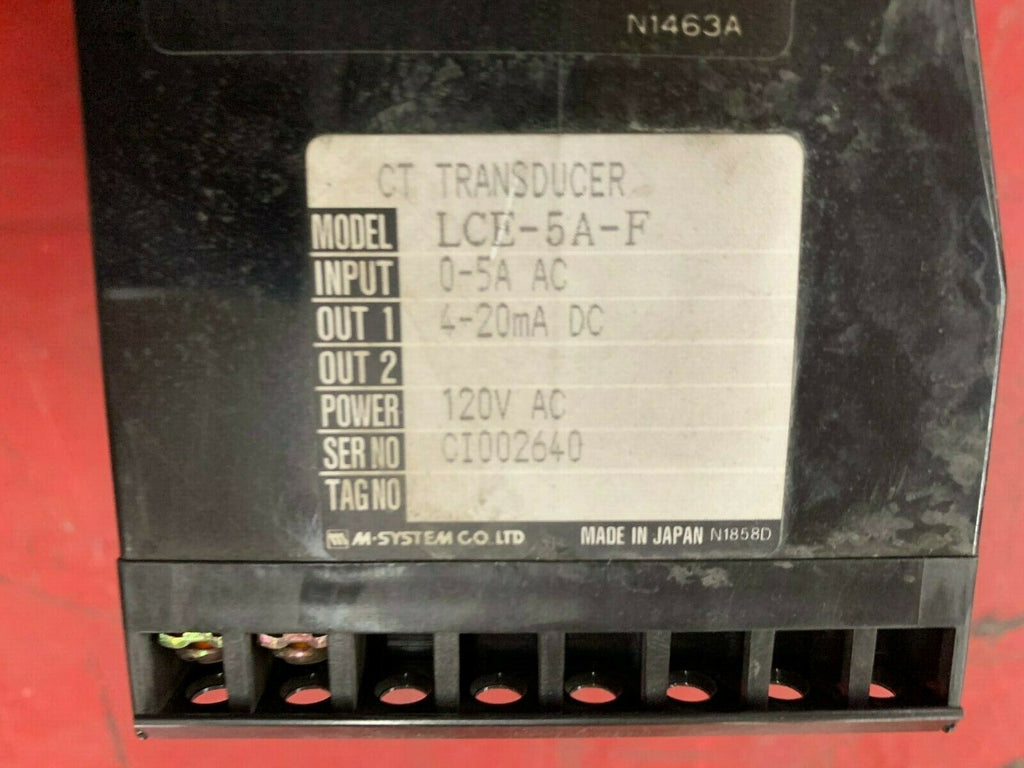 N1463A
CT TRANSDUCER
MODEL LCE-5A-F
INPUT 0-5A AC
OUT 1 4-20mA DC
OUT 2
POWER 120V AC
SER NO CI002640
TAG NO
M-SYSTEM CO. LTD MADE IN JAPAN N1858D